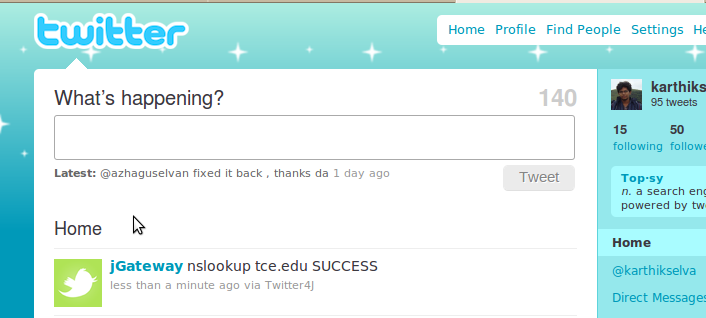 twitter
Home Profile Find People Settings He
What's happening?
140
Latest: @azhaguselvan fixed it back , thanks da 1 day ago
Tweet
Home
jGateway nslookup tce.edu SUCCESS
less than a minute ago via Twitter4J
karthiks
95 tweets
15 50
following followe
Top·sy
n. a search eng
powered by twe
Home
@karthikselva
Direct Messages